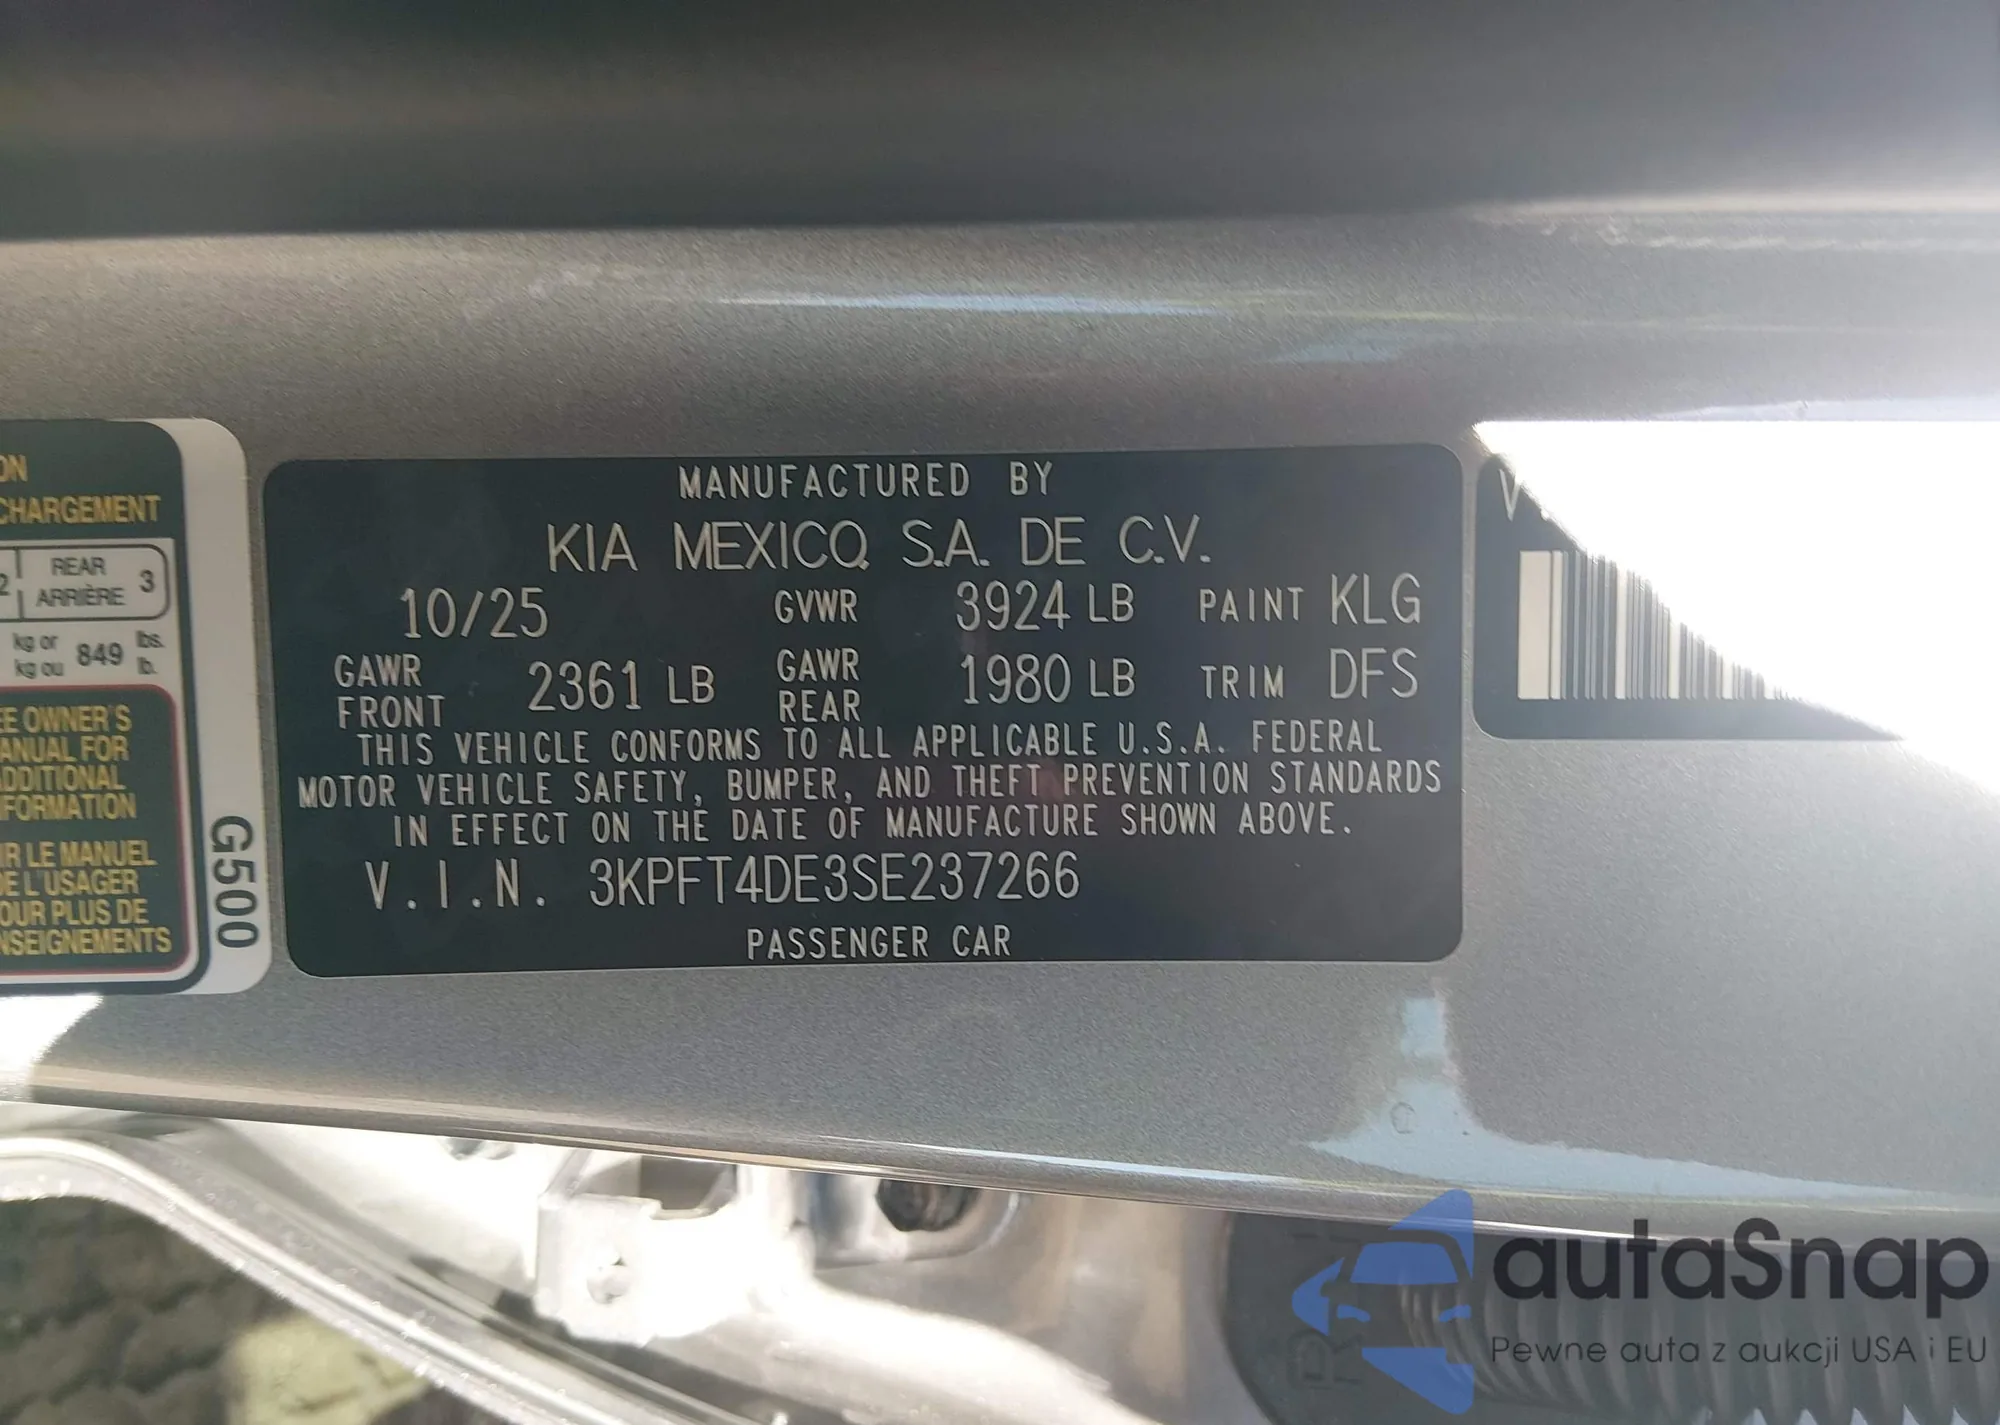 ON
CHARGEMENT
2 REAR ARRIÈRE 3
kg or kg ou 849 lbs. lb.
EE OWNER'S
ANUAL FOR
ADDITIONAL
NFORMATION
IR LE MANUEL
DE L'USAGER
OUR PLUS DE
NSEIGNEMENTS
G500
MANUFACTURED BY
KIA MEXICO, S.A. DE C.V.
10/25 GVWR 3924 LB PAINT KLG
GAWR FRONT 2361 LB GAWR REAR 1980 LB TRIM DFS
THIS VEHICLE CONFORMS TO ALL APPLICABLE U.S.A. FEDERAL
MOTOR VEHICLE SAFETY, BUMPER, AND THEFT PREVENTION STANDARDS
IN EFFECT ON THE DATE OF MANUFACTURE SHOWN ABOVE.
V.I.N. 3KPFT4DE3SE237266
PASSENGER CAR
V
autaSnap
Pewne auta z aukcji USA i EU